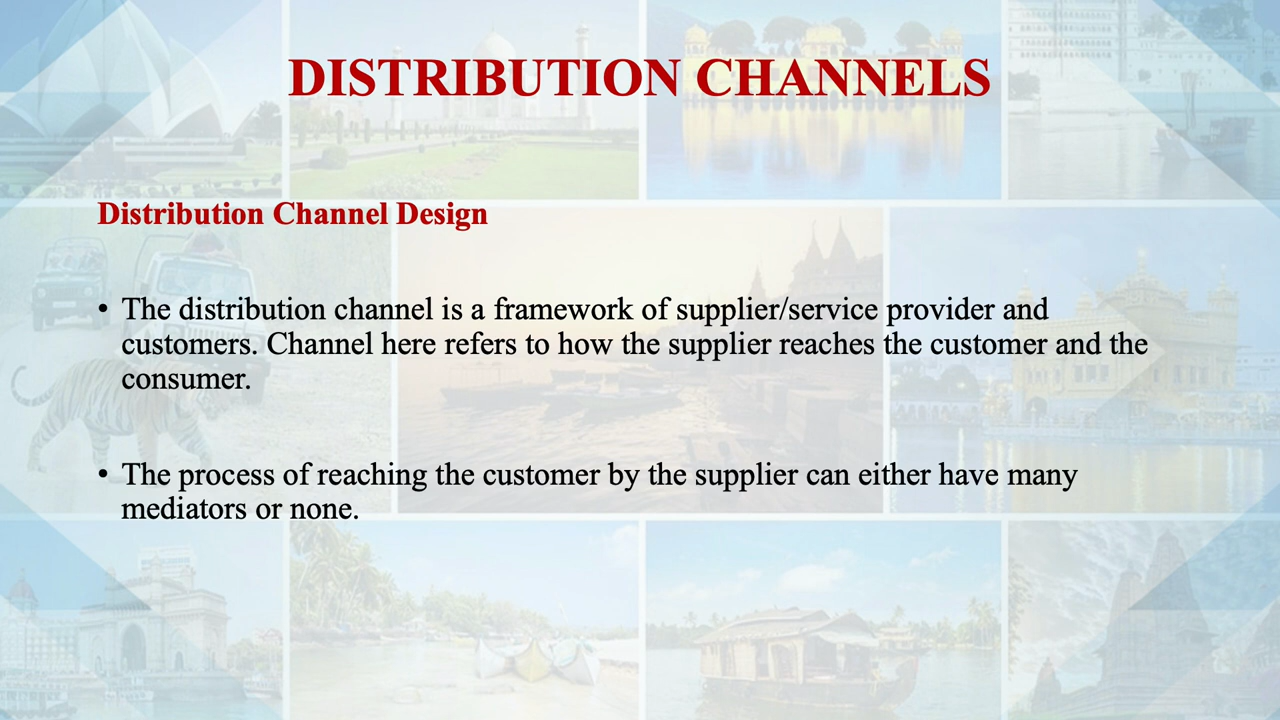 DISTRIBUTION CHANNELS
Distribution Channel Design
• The distribution channel is a framework of supplier/service provider and
customers. Channel here refers to how the supplier reaches the customer and the
consumer.
• The process of reaching the customer by the supplier can either have many
mediators or none.